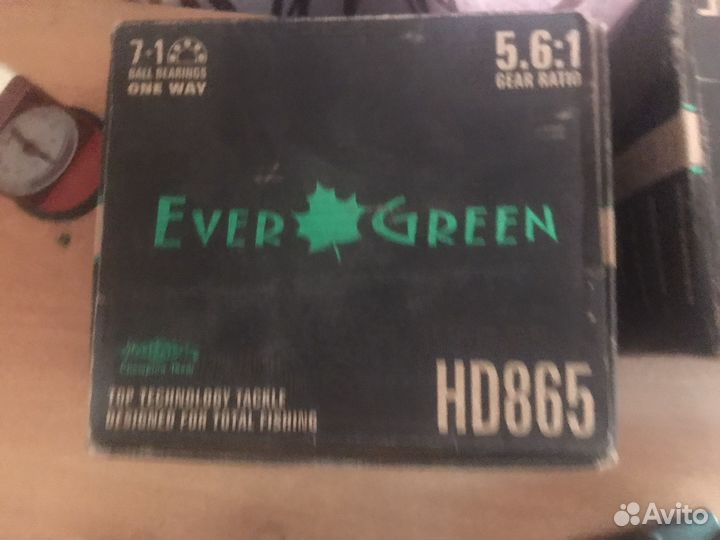 7+1
BALL BEARINGS
ONE WAY
5.6:1
GEAR RATIO
EVER GREEN
TOP TECHNOLOGY TACKLE
DESIGNED FOR TOTAL FISHING
HD865
Avito